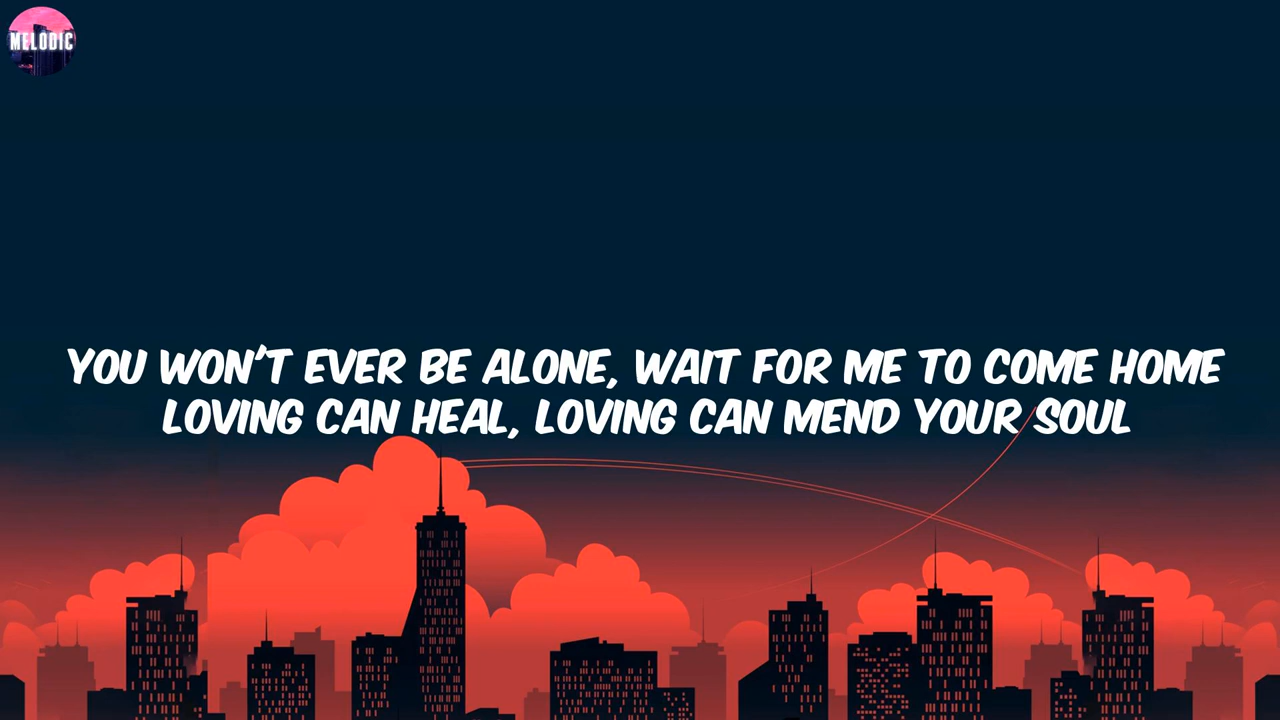 MELODIC
YOU WON'T EVER BE ALONE, WAIT FOR ME TO COME HOME
LOVING CAN HEAL, LOVING CAN MEND YOUR SOUL